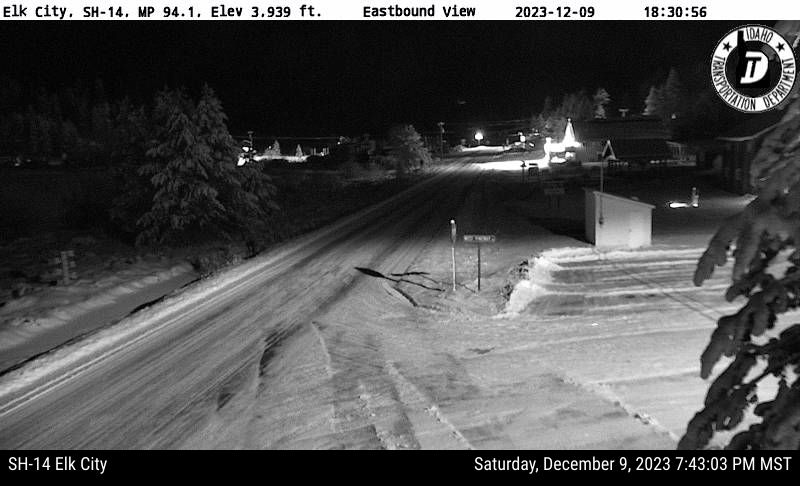 Elk City, SH-14, MP 94.1, Elev 3,939 ft. Eastbound View 2023-12-09 18:30:56
IDAHO
TRANSPORTATION DEPARTMENT
SH-14 Elk City Saturday, December 9, 2023 7:43:03 PM MST